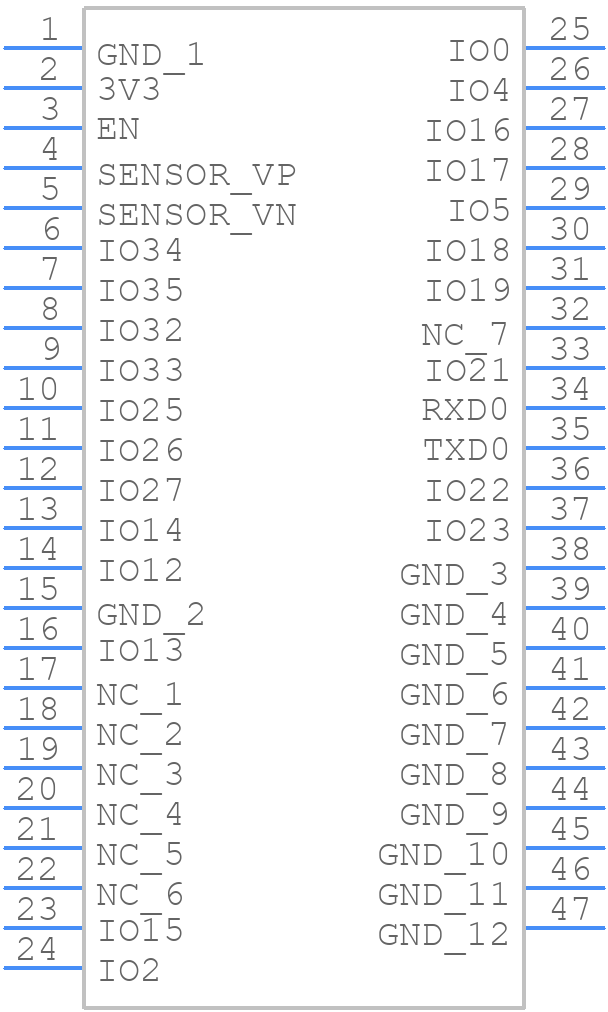 1 GND_1 IO0 25
2 3V3 IO4 26
3 EN IO16 27
4 SENSOR_VP IO17 28
5 SENSOR_VN IO5 29
6 IO34 IO18 30
7 IO35 IO19 31
8 IO32 NC_7 32
9 IO33 IO21 33
10 IO25 RXD0 34
11 IO26 TXD0 35
12 IO27 IO22 36
13 IO14 IO23 37
14 IO12 GND_3 38
15 GND_2 GND_4 39
16 IO13 GND_5 40
17 NC_1 GND_6 41
18 NC_2 GND_7 42
19 NC_3 GND_8 43
20 NC_4 GND_9 44
21 NC_5 GND_10 45
22 NC_6 GND_11 46
23 IO15 GND_12 47
24 IO2